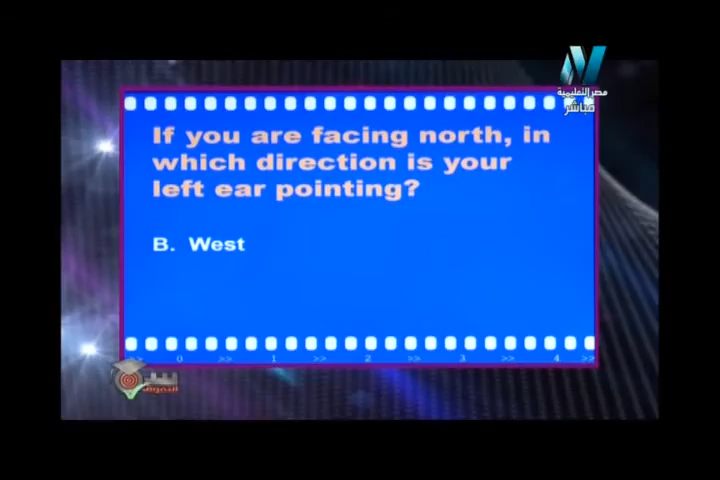 مصر التعليمية
مباشر
If you are facing north, in
which direction is your
left ear pointing?
B. West
>> 0 >> 1 >> 2 >> 3 >> 4 >>